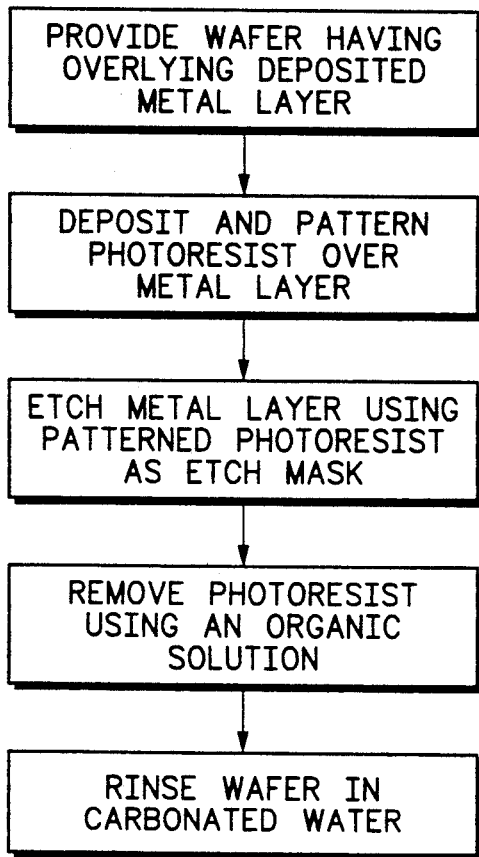 PROVIDE WAFER HAVING
OVERLYING DEPOSITED
METAL LAYER
DEPOSIT AND PATTERN
PHOTORESIST OVER
METAL LAYER
ETCH METAL LAYER USING
PATTERNED PHOTORESIST
AS ETCH MASK
REMOVE PHOTORESIST
USING AN ORGANIC
SOLUTION
RINSE WAFER IN
CARBONATED WATER